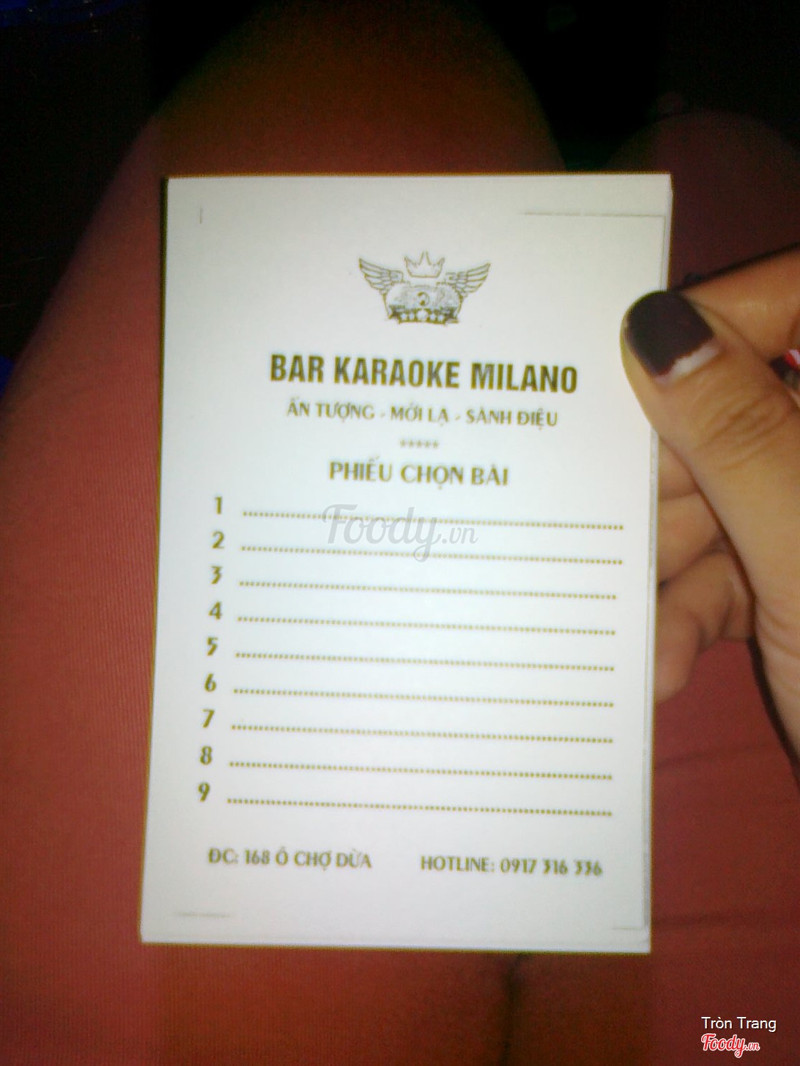 BAR KARAOKE MILANO
ẤN TƯỢNG - MỚI LẠ - SÀNH ĐIỆU
*****
PHIẾU CHỌN BÀI
1
Foody.vn
2
3
4
5
6
7
8
9
ĐC: 168 Ô CHỢ DỪA HOTLINE: 0917 316 336
Tròn Trang
Foody.vn